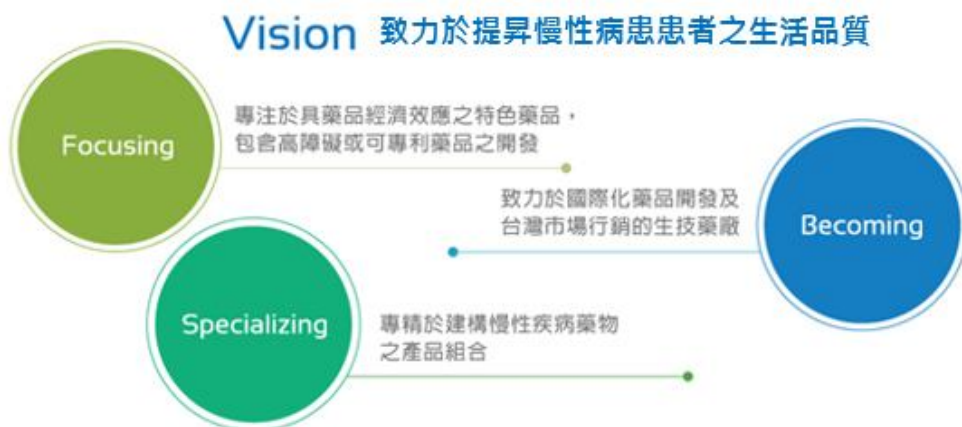 Vision 致力於提昇慢性病患患者之生活品質
Focusing
專注於具藥品經濟效應之特色藥品，
包含高障礙或可專利藥品之開發
致力於國際化藥品開發及
台灣市場行銷的生技藥廠
Becoming
Specializing
專精於建構慢性疾病藥物
之產品組合